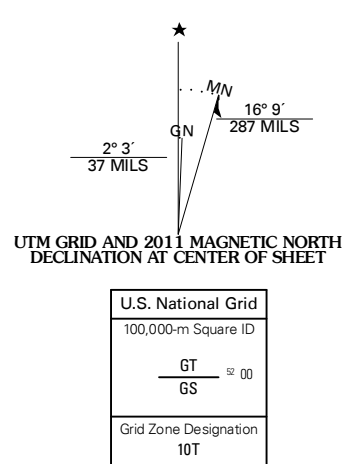 ★
MN
16° 9´
287 MILS
GN
2° 3´
37 MILS
UTM GRID AND 2011 MAGNETIC NORTH
DECLINATION AT CENTER OF SHEET
U.S. National Grid
100,000-m Square ID
GT
52 00
GS
Grid Zone Designation
10T